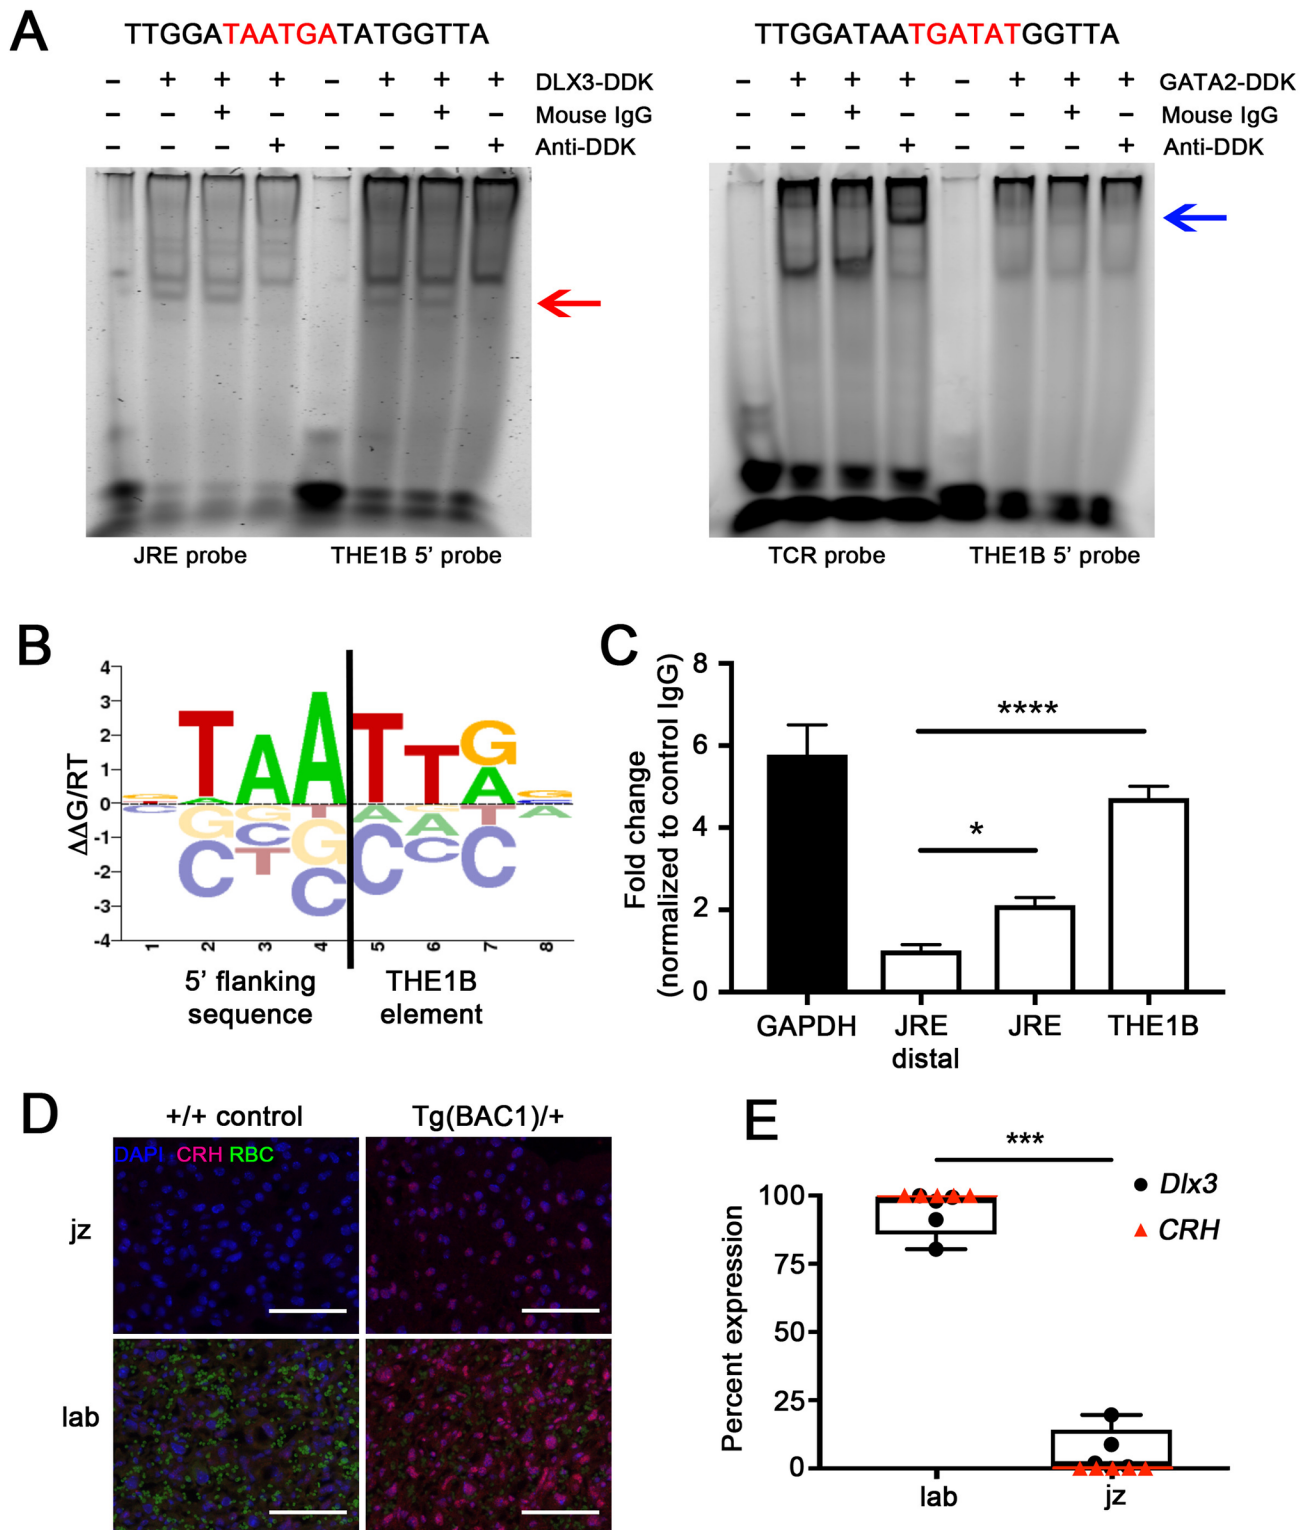 A
TTGGATAATGATATGGTTA
– + + + – + + + DLX3-DDK
– – + – – – + – Mouse IgG
– – – + – – – + Anti-DDK
JRE probe THE1B 5' probe
TTGGATAATGATATGGTTA
– + + + – + + + GATA2-DDK
– – + – – – + – Mouse IgG
– – – + – – – + Anti-DDK
TCR probe THE1B 5' probe
B
ΔΔG/RT
4
3
2
1
0
-1
-2
-3
-4
T A A T T G
A
G G T A G T A
C C G C A C A
T C C
1 2 3 4 5 6 7 8
5' flanking
sequence
THE1B
element
C
Fold change
(normalized to control IgG)
8
6
4
2
0
****
*
GAPDH
JRE
distal
JRE
THE1B
D
+/+ control
Tg(BAC1)/+
DAPI CRH RBC
jz
lab
E
Percent expression
100
75
50
25
0
***
Dlx3
CRH
lab
jz